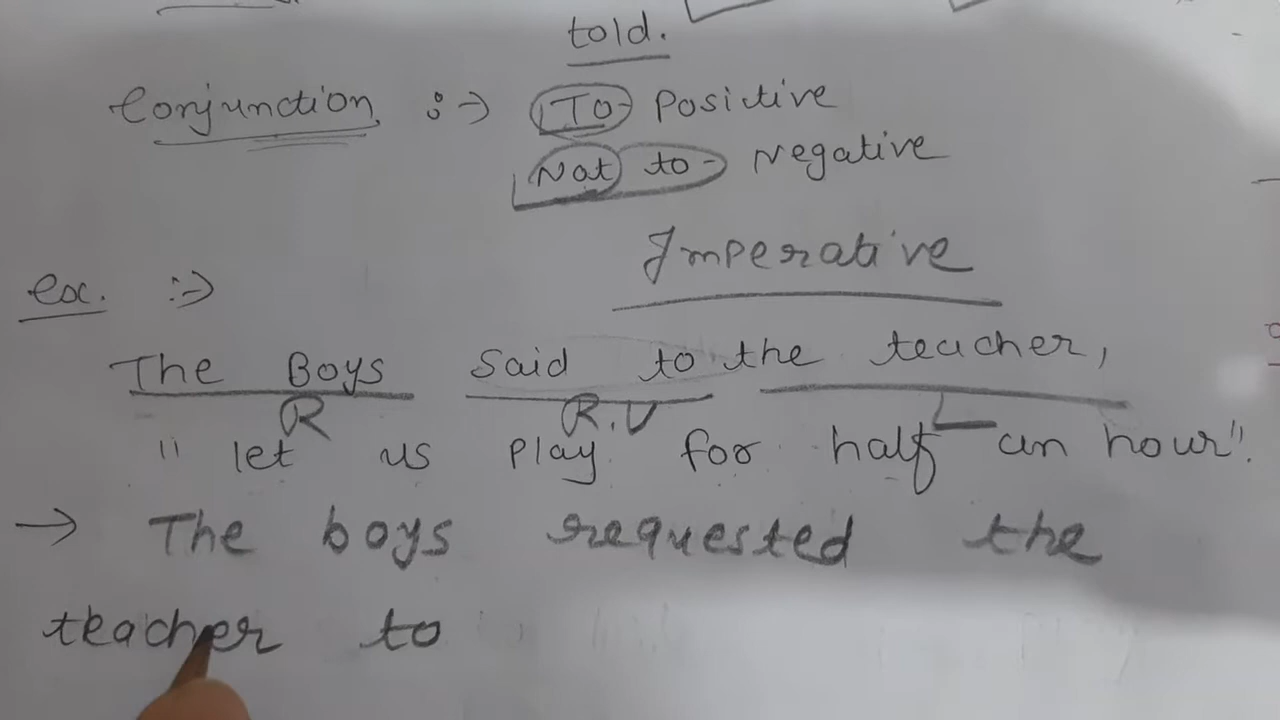 told.
Conjunction :→ To - Positive
Not to - Negative
Imperative
ex. :→
The Boys said to the teacher,
R R.V L
" let us play for half an hour".
→ The boys requested the
teacher to